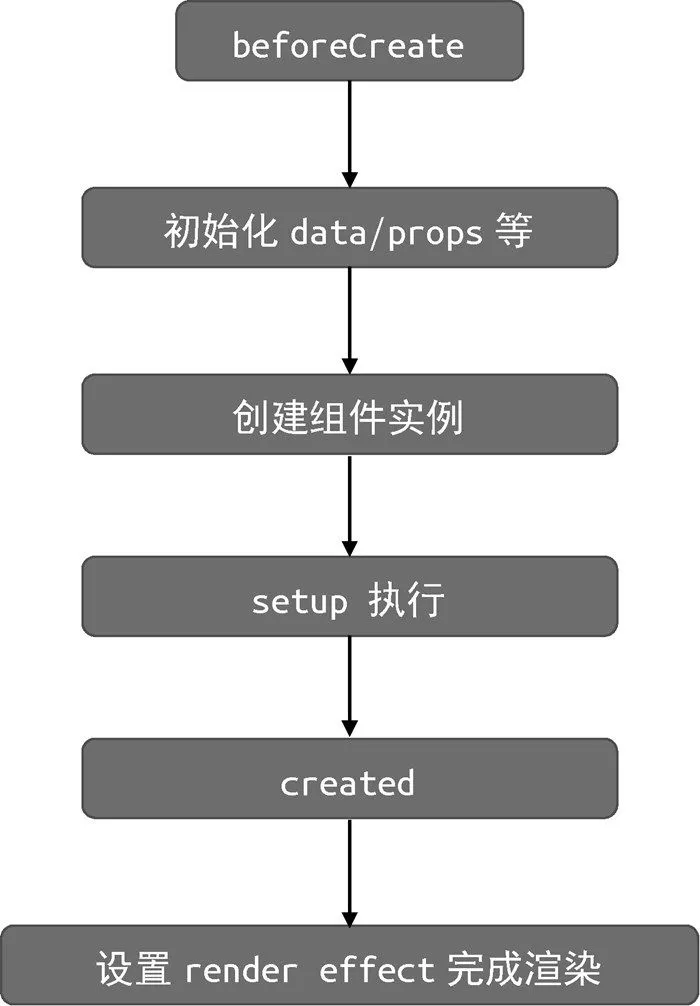 beforeCreate
初始化 data/props 等
创建组件实例
setup 执行
created
设置 render effect 完成渲染